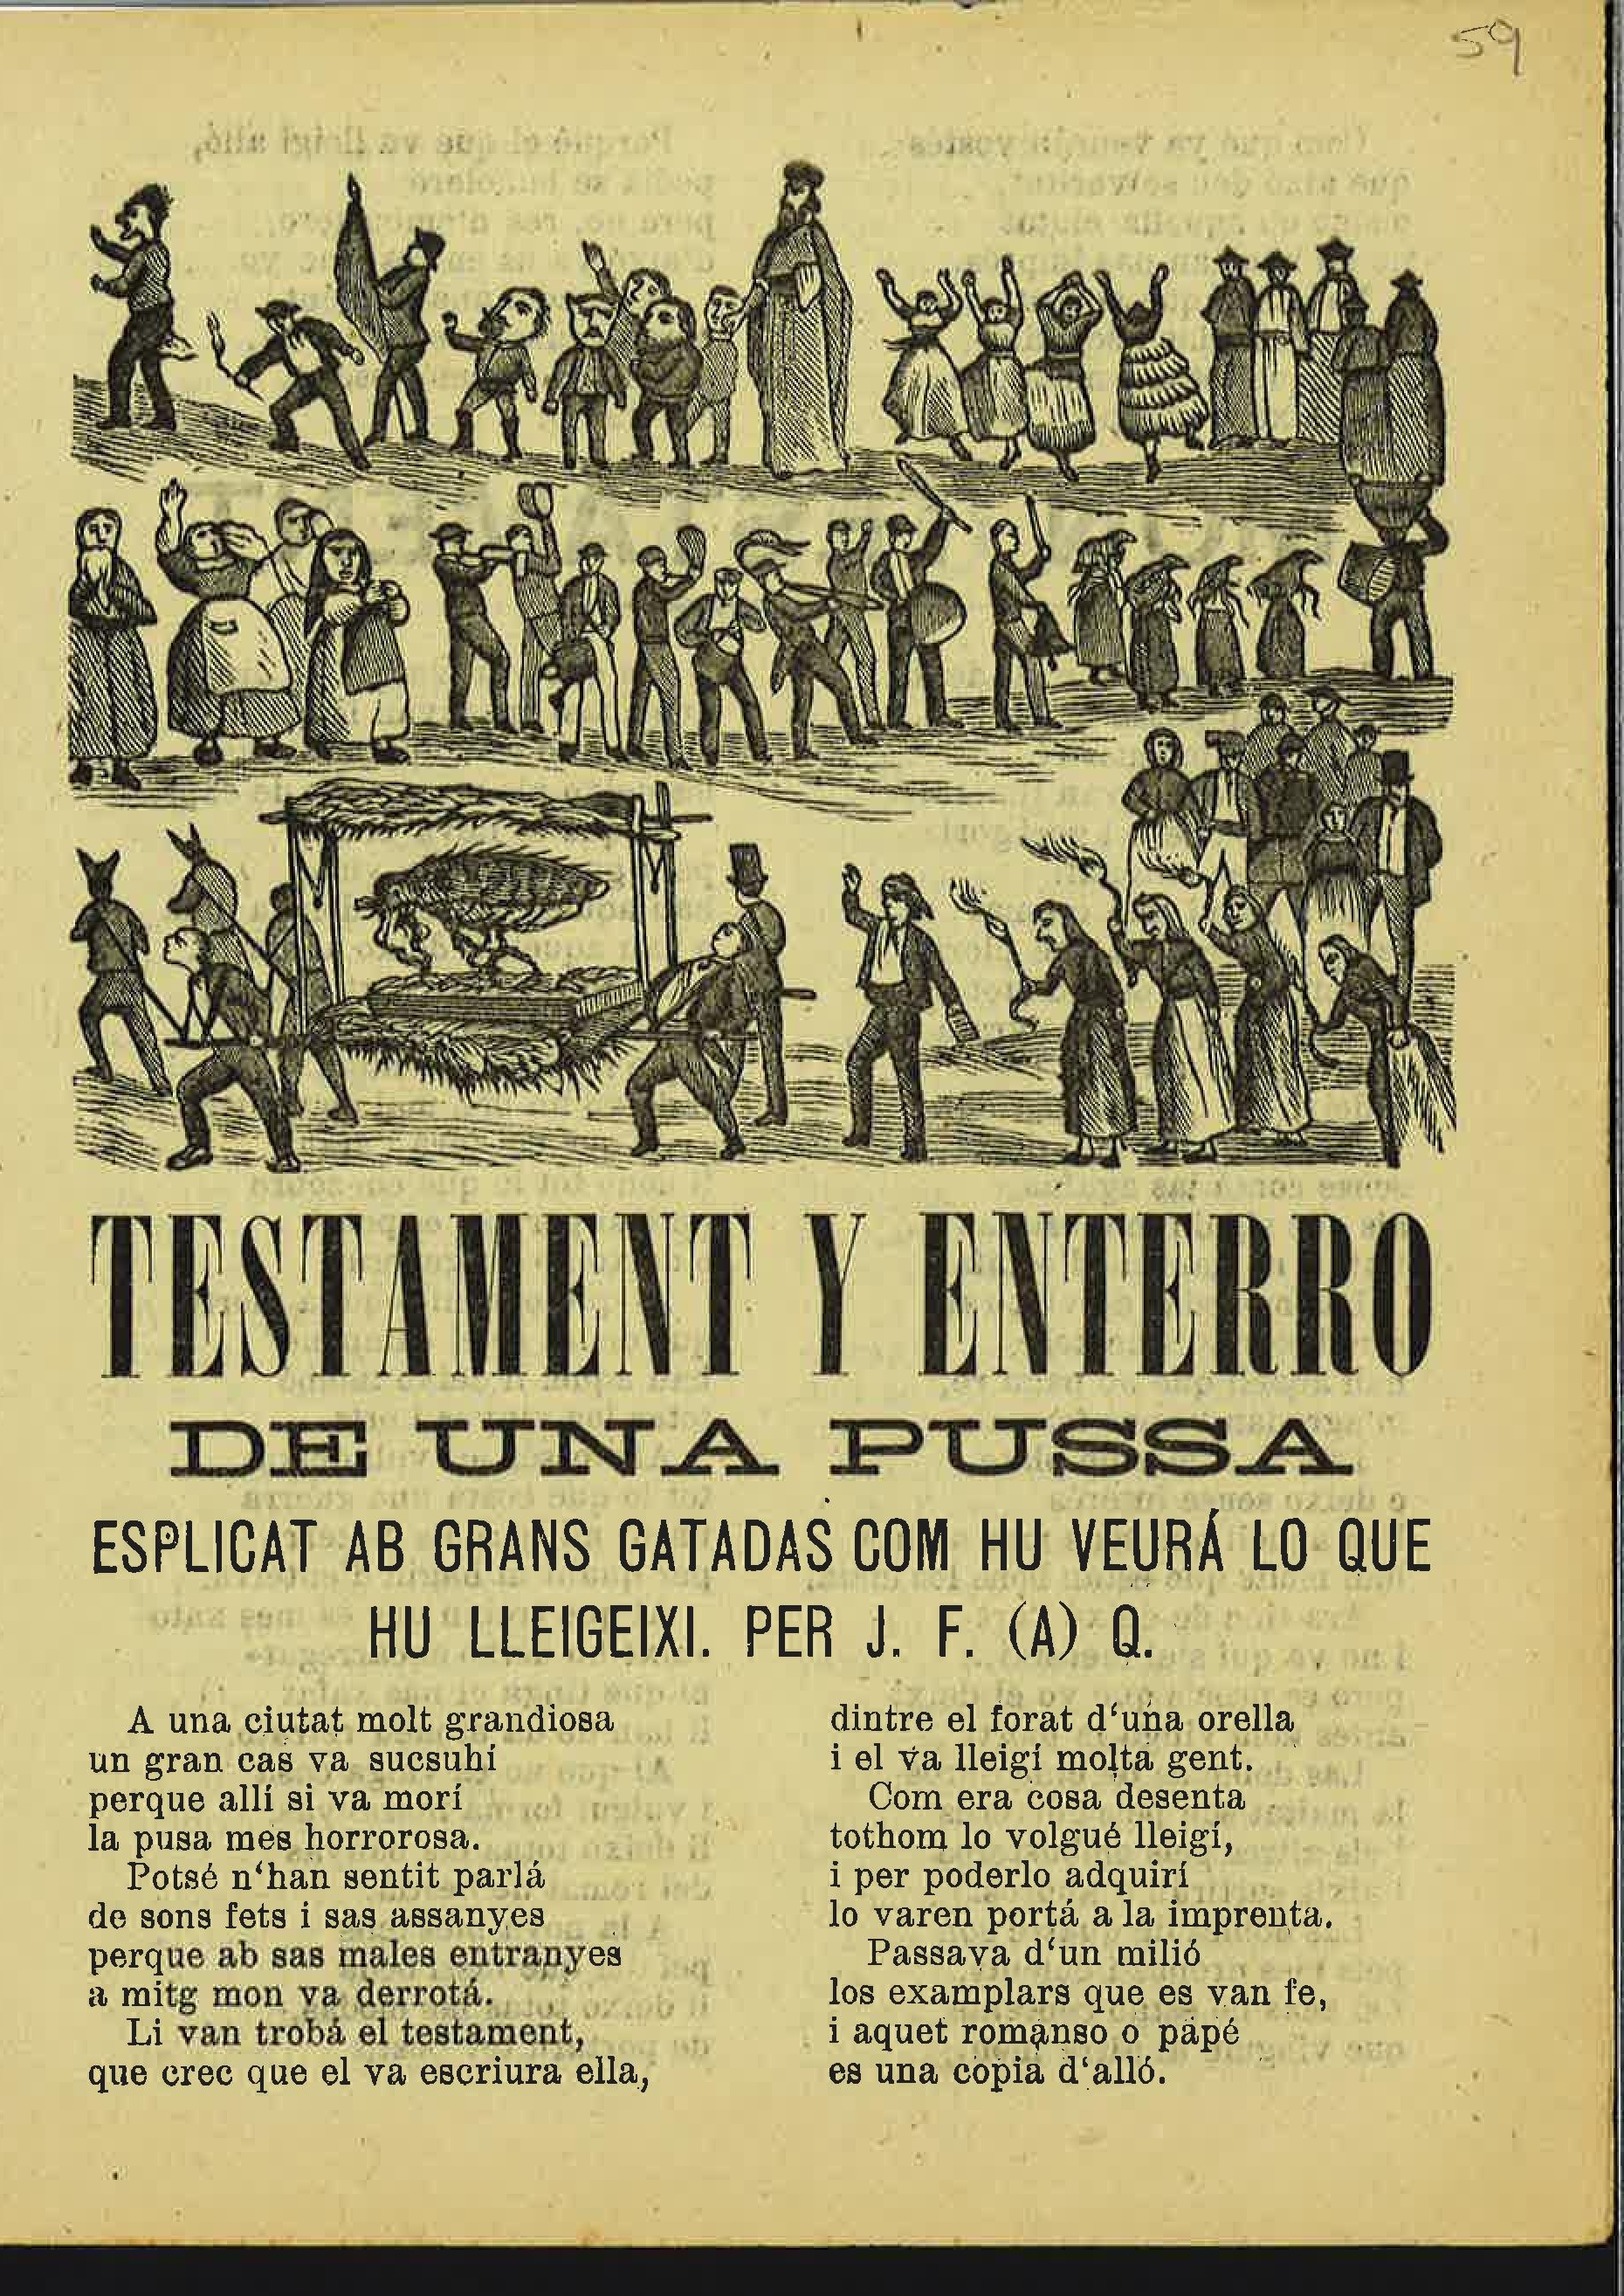 59
TESTAMENT Y ENTERRO
DE UNA PUSSA
ESPLICAT AB GRANS GATADAS COM HU VEURÁ LO QUE
HU LLEIGEIXI. PER J. F. (A) Q.
A una ciutat molt grandiosa
un gran cas va sucsuhí
perque allí si va morí
la pusa mes horrorosa.
Potsé n‘han sentit parlá
de sons fets i sas assanyes
perque ab sas males entranyes
a mitg mon va derrotá.
Li van trobá el testament,
que crec que el va escriura ella,
dintre el forat d‘una orella
i el va lleigí molta gent.
Com era cosa desenta
tothom lo volgué lleigí,
i per poderlo adquirí
lo varen portá a la imprenta.
Passava d‘un milió
los examplars que es van fe,
i aquet romanso o papé
es una copia d‘alló.